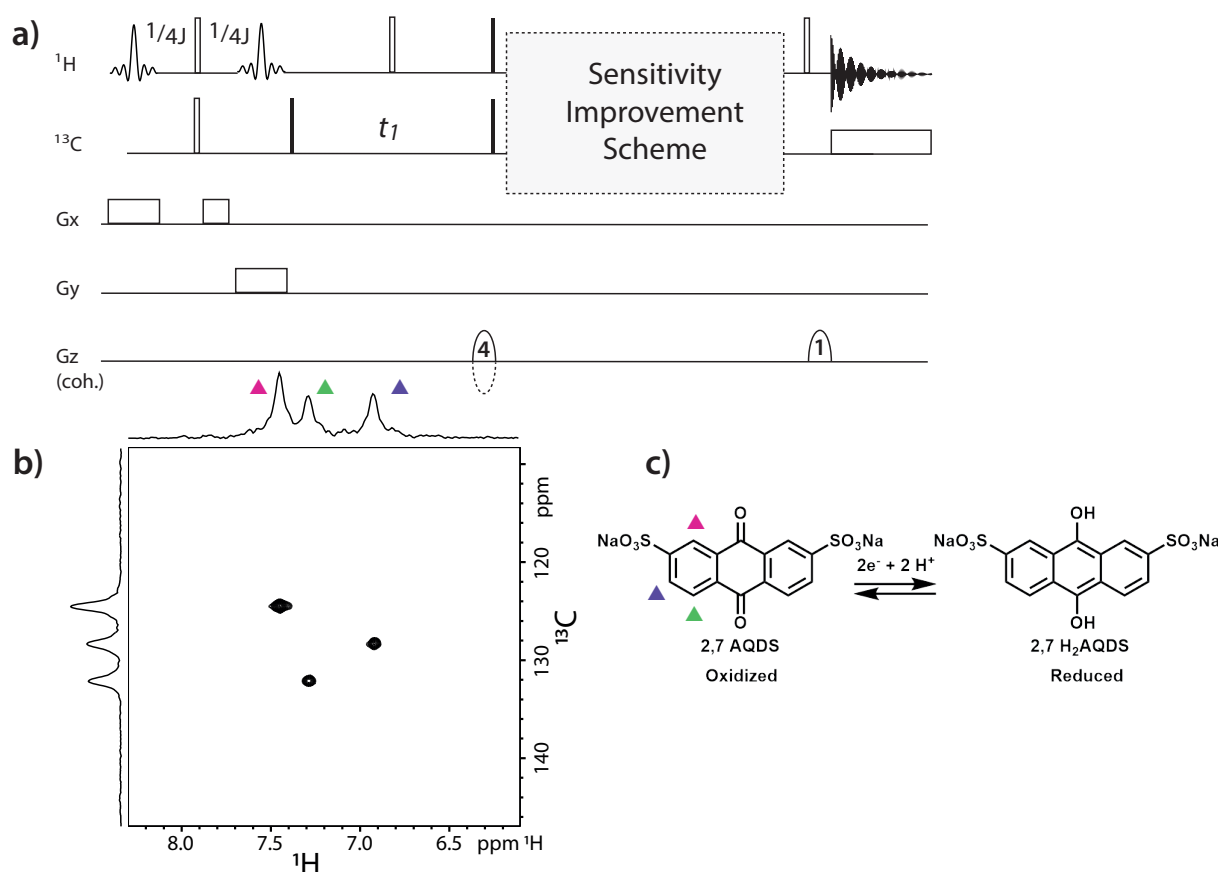 a)
1/4J 1/4J
¹H
Sensitivity
Improvement
Scheme
¹³C
t1
Gx
Gy
Gz
(coh.)
4
1
b)
ppm
120
130
140
¹³C
8.0 7.5 7.0 6.5 ppm ¹H
¹H
c)
O OH
NaO₃S SO₃Na NaO₃S SO₃Na
2e⁻ + 2 H⁺
O OH
2,7 AQDS 2,7 H₂AQDS
Oxidized Reduced